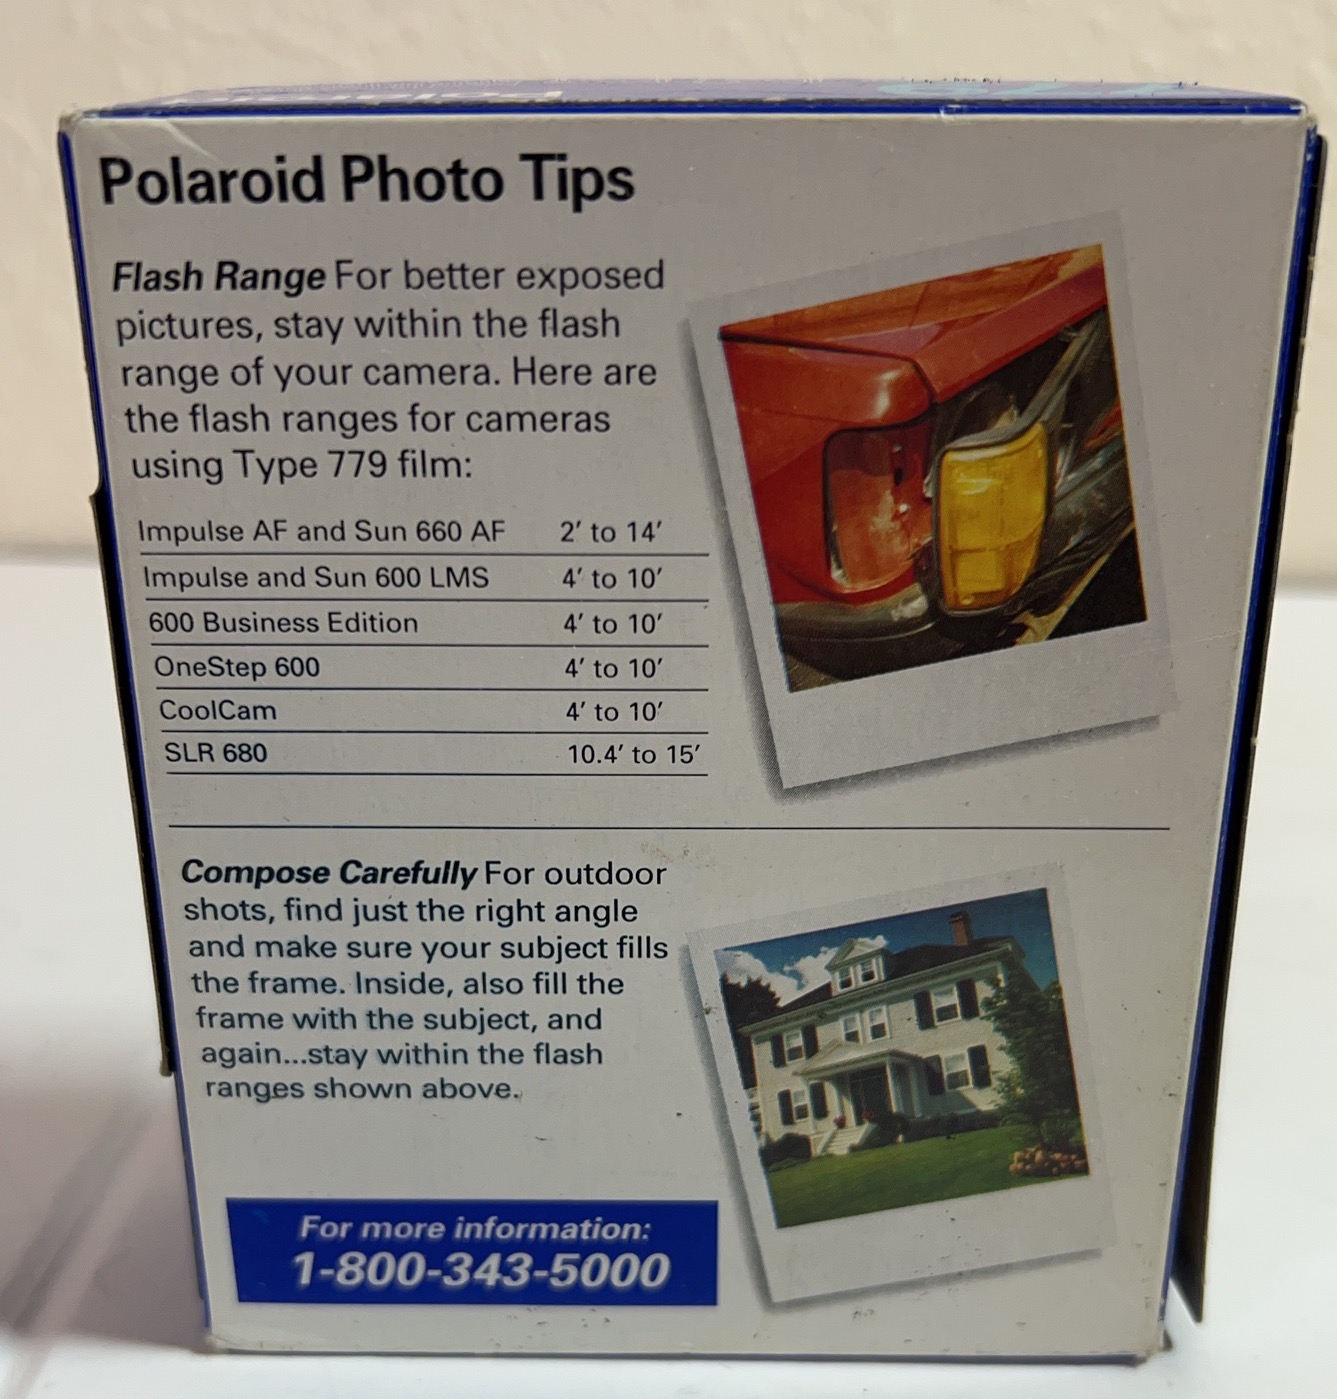 Polaroid
779
Polaroid Photo Tips
Flash Range For better exposed
pictures, stay within the flash
range of your camera. Here are
the flash ranges for cameras
using Type 779 film:
Impulse AF and Sun 660 AF 2′ to 14′
Impulse and Sun 600 LMS 4′ to 10′
600 Business Edition 4′ to 10′
OneStep 600 4′ to 10′
CoolCam 4′ to 10′
SLR 680 10.4′ to 15′
Compose Carefully For outdoor
shots, find just the right angle
and make sure your subject fills
the frame. Inside, also fill the
frame with the subject, and
again...stay within the flash
ranges shown above.
For more information:
1-800-343-5000